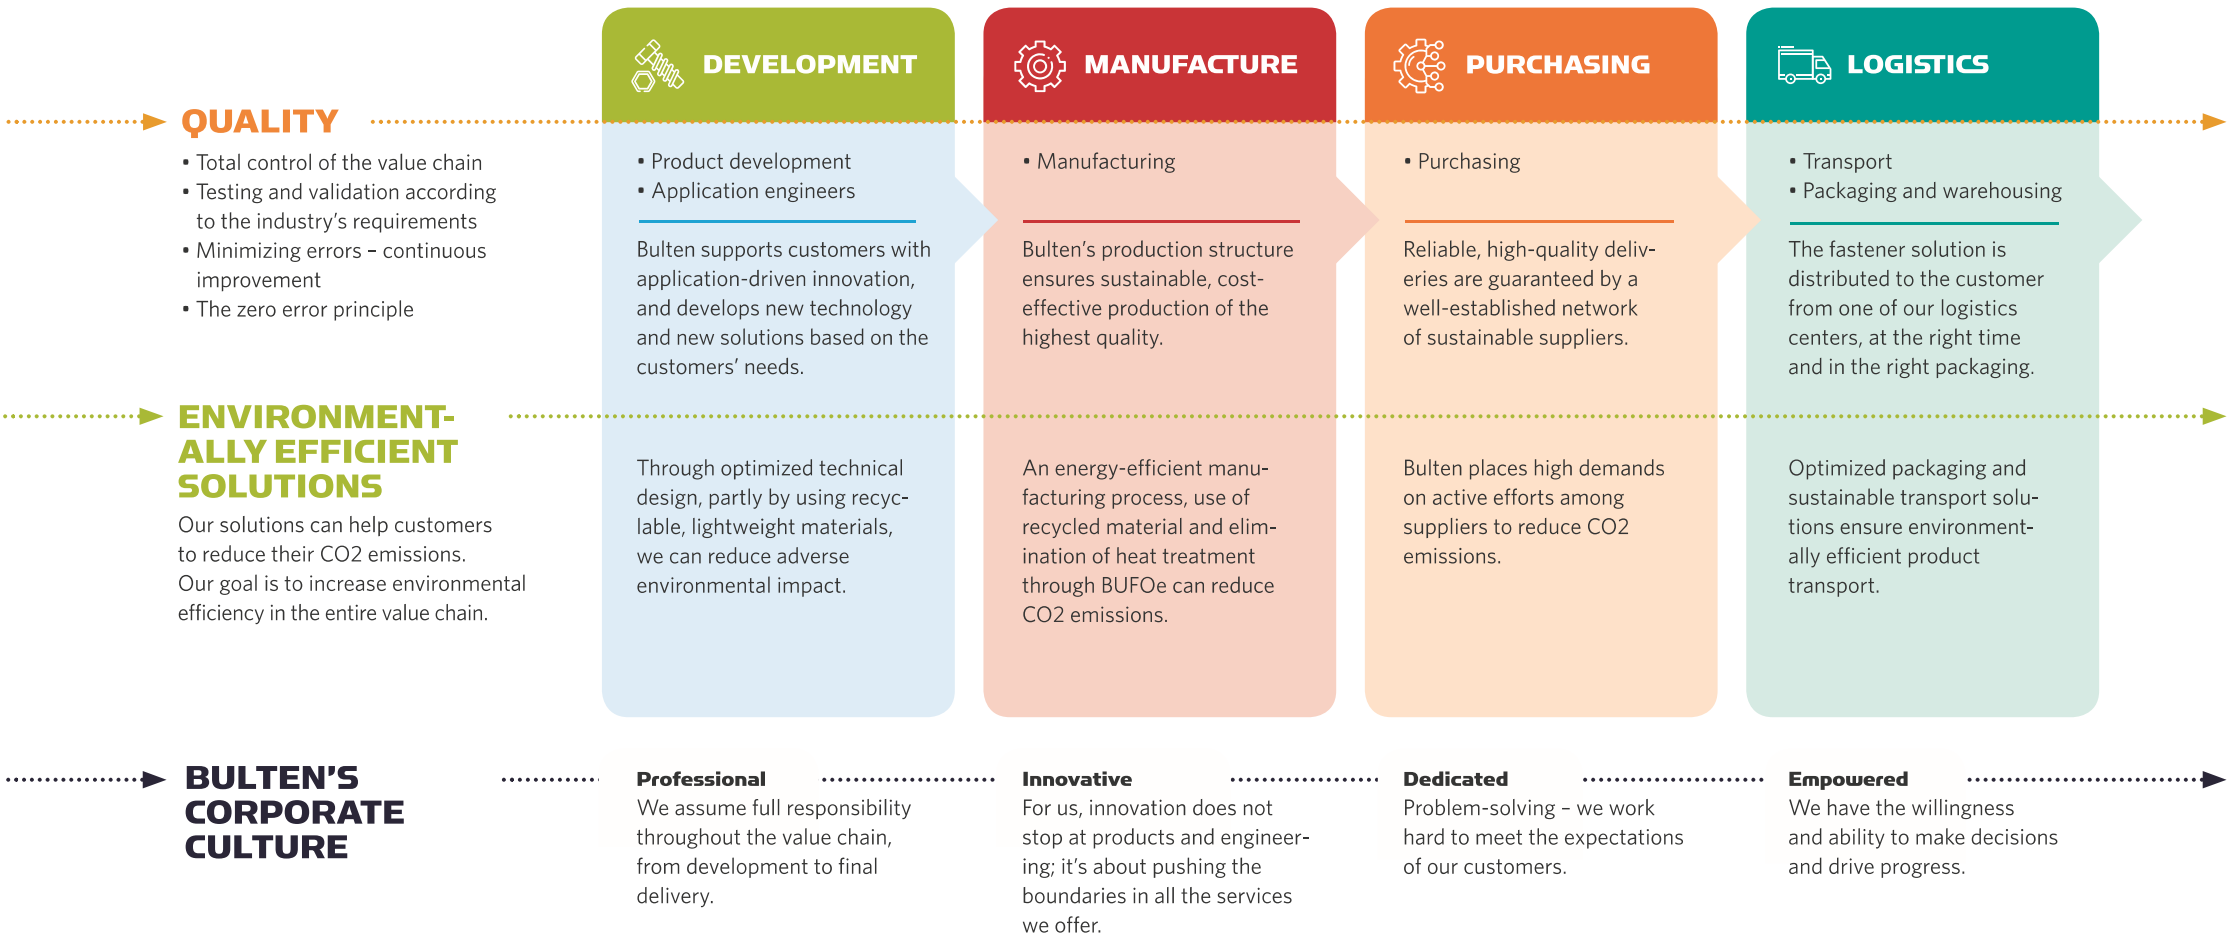 DEVELOPMENT
MANUFACTURE
PURCHASING
LOGISTICS
QUALITY
• Total control of the value chain
• Testing and validation according
to the industry's requirements
• Minimizing errors – continuous
improvement
• The zero error principle
• Product development
• Application engineers
Bulten supports customers with
application-driven innovation,
and develops new technology
and new solutions based on the
customers' needs.
• Manufacturing
Bulten's production structure
ensures sustainable, cost-
effective production of the
highest quality.
• Purchasing
Reliable, high-quality deliv-
eries are guaranteed by a
well-established network
of sustainable suppliers.
• Transport
• Packaging and warehousing
The fastener solution is
distributed to the customer
from one of our logistics
centers, at the right time
and in the right packaging.
ENVIRONMENT-
ALLY EFFICIENT
SOLUTIONS
Our solutions can help customers
to reduce their CO2 emissions.
Our goal is to increase environmental
efficiency in the entire value chain.
Through optimized technical
design, partly by using recyc-
lable, lightweight materials,
we can reduce adverse
environmental impact.
An energy-efficient manu-
facturing process, use of
recycled material and elim-
ination of heat treatment
through BUFOe can reduce
CO2 emissions.
Bulten places high demands
on active efforts among
suppliers to reduce CO2
emissions.
Optimized packaging and
sustainable transport solu-
tions ensure environment-
ally efficient product
transport.
BULTEN'S
CORPORATE
CULTURE
Professional
We assume full responsibility
throughout the value chain,
from development to final
delivery.
Innovative
For us, innovation does not
stop at products and engineer-
ing; it's about pushing the
boundaries in all the services
we offer.
Dedicated
Problem-solving – we work
hard to meet the expectations
of our customers.
Empowered
We have the willingness
and ability to make decisions
and drive progress.